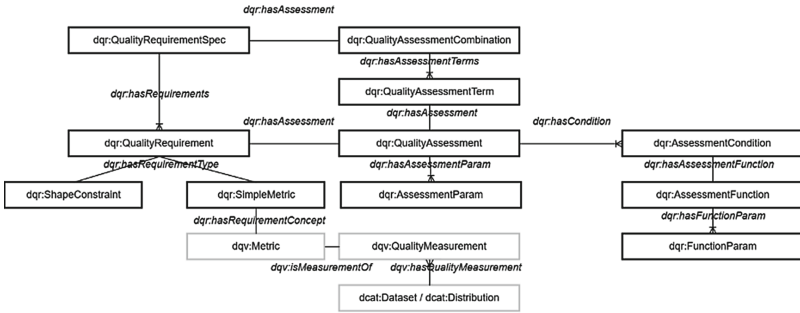 dqr:hasAssessment
dqr:QualityRequirementSpec
dqr:QualityAssessmentCombination
dqr:hasAssessmentTerms
dqr:hasRequirements
dqr:QualityAssessmentTerm
dqr:hasAssessment
dqr:hasAssessment
dqr:hasCondition
dqr:QualityRequirement
dqr:QualityAssessment
dqr:AssessmentCondition
dqr:hasRequirementType
dqr:hasAssessmentParam
dqr:hasAssessmentFunction
dqr:ShapeConstraint
dqr:SimpleMetric
dqr:AssessmentParam
dqr:AssessmentFunction
dqr:hasRequirementConcept
dqr:hasFunctionParam
dqv:Metric
dqv:QualityMeasurement
dqr:FunctionParam
dqv:isMeasurementOf
dqv:hasQualityMeasurement
dcat:Dataset / dcat:Distribution